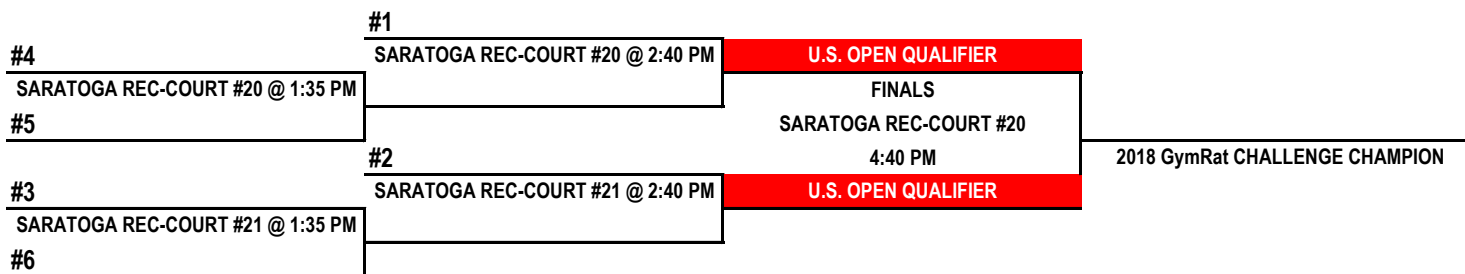 #1
#4
SARATOGA REC-COURT #20 @ 2:40 PM
U.S. OPEN QUALIFIER
SARATOGA REC-COURT #20 @ 1:35 PM
FINALS
#5
SARATOGA REC-COURT #20
#2
4:40 PM
2018 GymRat CHALLENGE CHAMPION
#3
SARATOGA REC-COURT #21 @ 2:40 PM
U.S. OPEN QUALIFIER
SARATOGA REC-COURT #21 @ 1:35 PM
#6